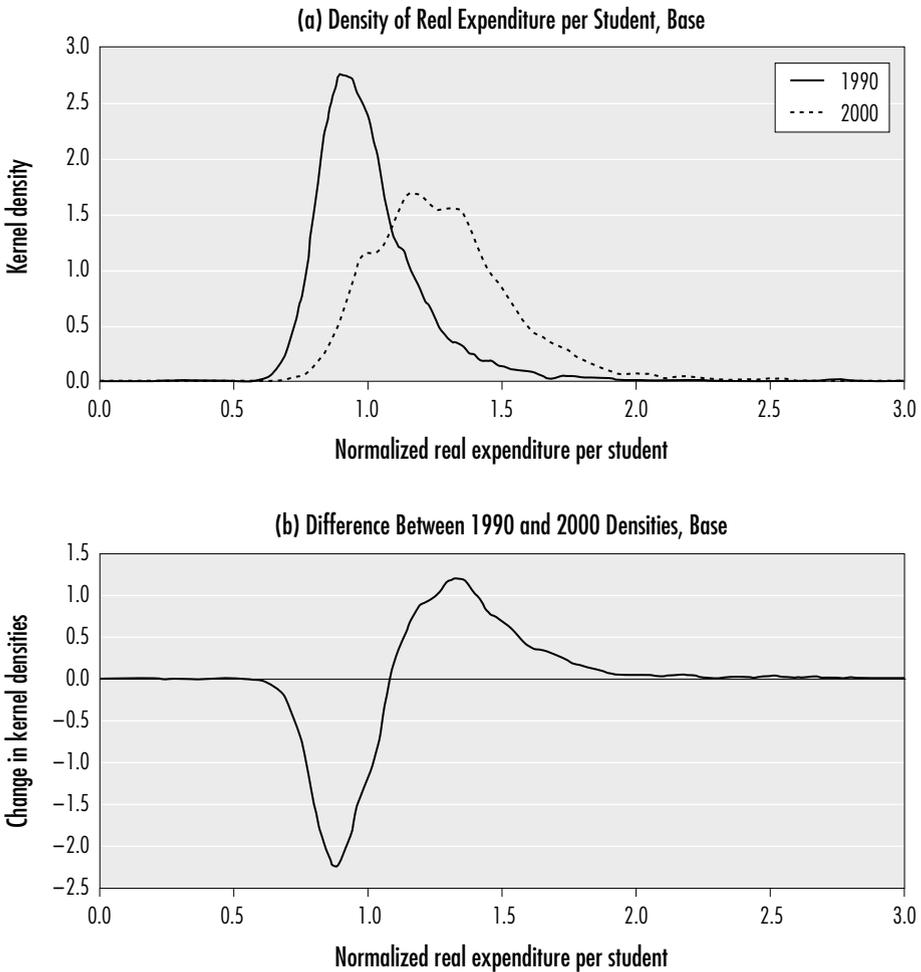 (a) Density of Real Expenditure per Student, Base
3.0
1990
2.5
2000
2.0
Kernel density
1.5
1.0
0.5
0.0
0.0 0.5 1.0 1.5 2.0 2.5 3.0
Normalized real expenditure per student
(b) Difference Between 1990 and 2000 Densities, Base
1.5
1.0
0.5
0.0
Change in kernel densities
−0.5
−1.0
−1.5
−2.0
−2.5
0.0 0.5 1.0 1.5 2.0 2.5 3.0
Normalized real expenditure per student